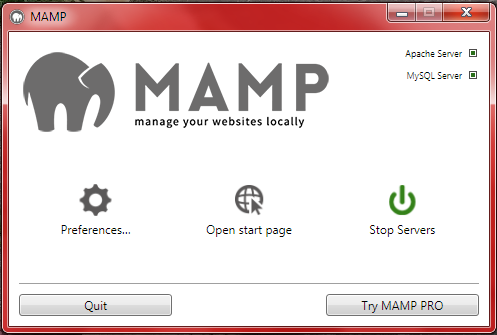 MAMP
Apache Server
MySQL Server
MAMP
manage your websites locally
Preferences...
Open start page
Stop Servers
Quit
Try MAMP PRO